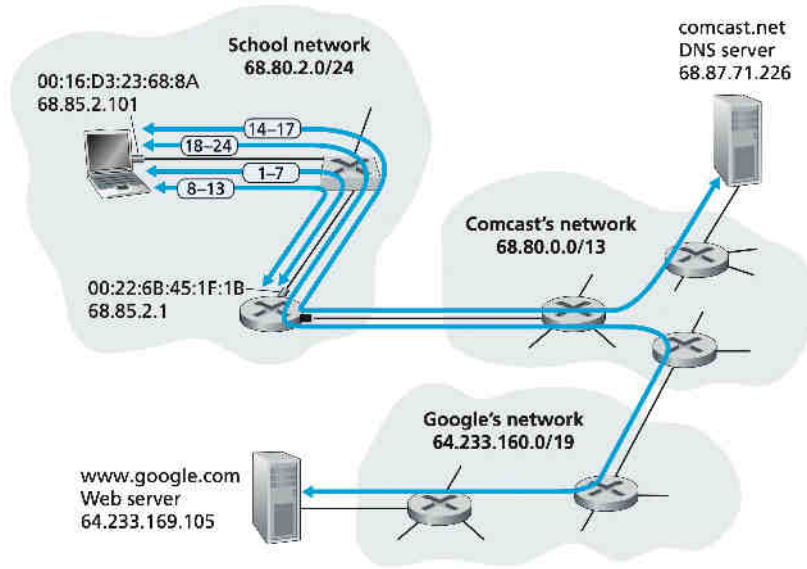 School network
68.80.2.0/24
comcast.net
DNS server
68.87.71.226
00:16:D3:23:68:8A
68.85.2.101
14–17
18–24
1–7
8–13
Comcast's network
68.80.0.0/13
00:22:6B:45:1F:1B
68.85.2.1
Google's network
64.233.160.0/19
www.google.com
Web server
64.233.169.105